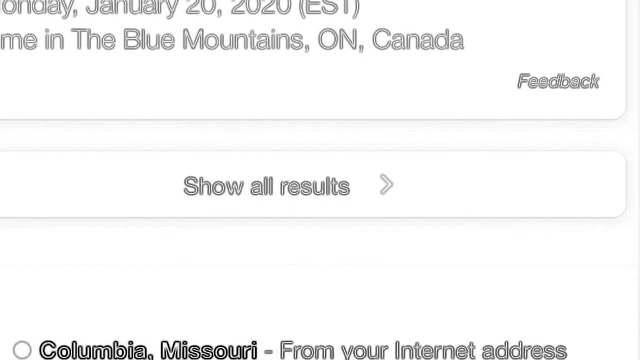 onday, January 20, 2020 (EST)
me in The Blue Mountains, ON, Canada
Feedback
Show all results
Columbia, Missouri - From your Internet address